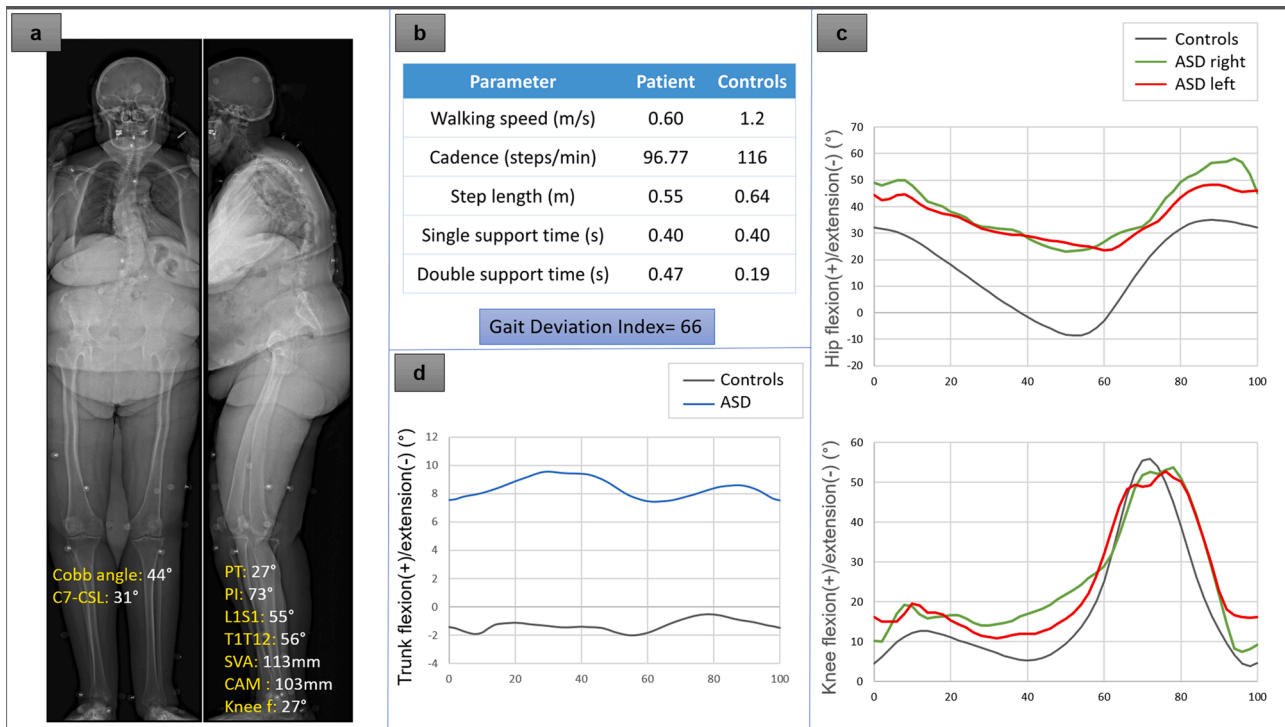 a
Cobb angle: 44°
C7-CSL: 31°
PT: 27°
PI: 73°
L1S1: 55°
T1T12: 56°
SVA: 113mm
CAM : 103mm
Knee f: 27°
b
Parameter Patient Controls
Walking speed (m/s) 0.60 1.2
Cadence (steps/min) 96.77 116
Step length (m) 0.55 0.64
Single support time (s) 0.40 0.40
Double support time (s) 0.47 0.19
Gait Deviation Index= 66
c
Controls
ASD right
ASD left
Hip flexion(+)/extension(-) (°)
70
60
50
40
30
20
10
0
-10
-20
0 20 40 60 80 100
Knee flexion(+)/extension(-) (°)
60
50
40
30
20
10
0
0 20 40 60 80 100
d
Controls
ASD
Trunk flexion(+)/extension(-) (°)
12
10
8
6
4
2
0
-2
-4
0 20 40 60 80 100